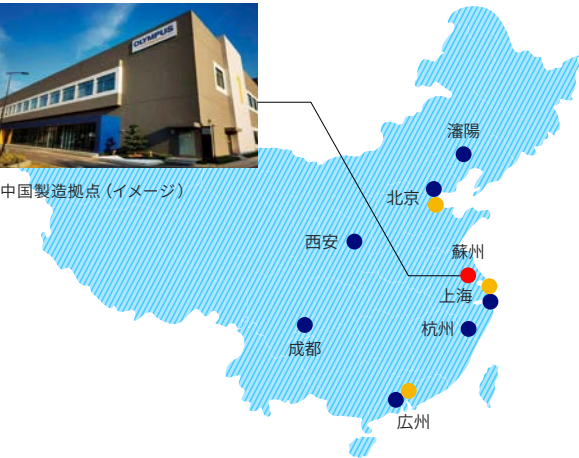 OLYMPUS
中国製造拠点（イメージ）
瀋陽
北京
西安
蘇州
上海
杭州
成都
広州